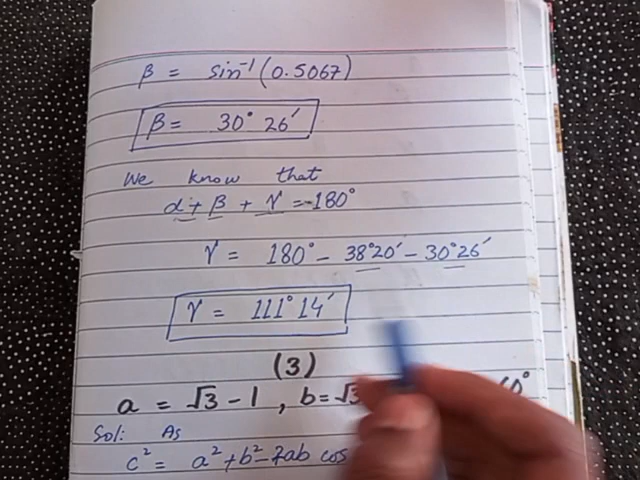 β = sin⁻¹(0.5067)
β = 30° 26′
We know that
α + β + γ = 180°
γ = 180° – 38°20′ – 30°26′
γ = 111° 14′
(3)
a = √3 – 1 , b = √3
Sol: As
c² = a² + b² – 2ab cos